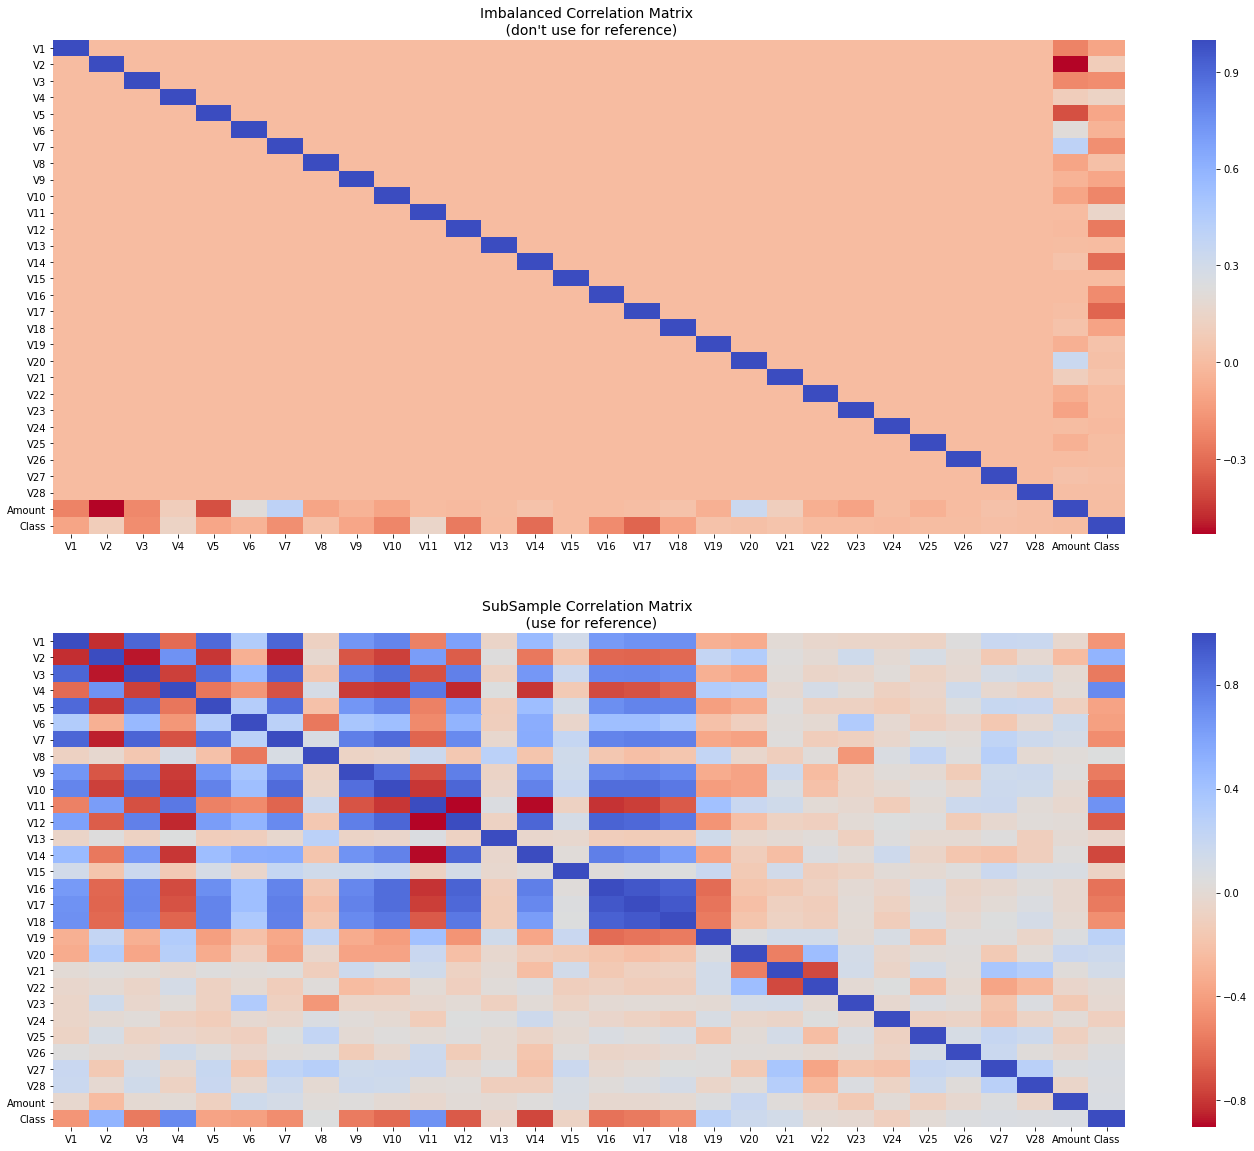 Imbalanced Correlation Matrix
(don't use for reference)
V1
V2
V3
V4
V5
V6
V7
V8
V9
V10
V11
V12
V13
V14
V15
V16
V17
V18
V19
V20
V21
V22
V23
V24
V25
V26
V27
V28
Amount
Class
V1 V2 V3 V4 V5 V6 V7 V8 V9 V10 V11 V12 V13 V14 V15 V16 V17 V18 V19 V20 V21 V22 V23 V24 V25 V26 V27 V28 Amount Class
0.9
0.6
0.3
0.0
−0.3
SubSample Correlation Matrix
(use for reference)
V1
V2
V3
V4
V5
V6
V7
V8
V9
V10
V11
V12
V13
V14
V15
V16
V17
V18
V19
V20
V21
V22
V23
V24
V25
V26
V27
V28
Amount
Class
V1 V2 V3 V4 V5 V6 V7 V8 V9 V10 V11 V12 V13 V14 V15 V16 V17 V18 V19 V20 V21 V22 V23 V24 V25 V26 V27 V28 Amount Class
0.8
0.4
0.0
−0.4
−0.8